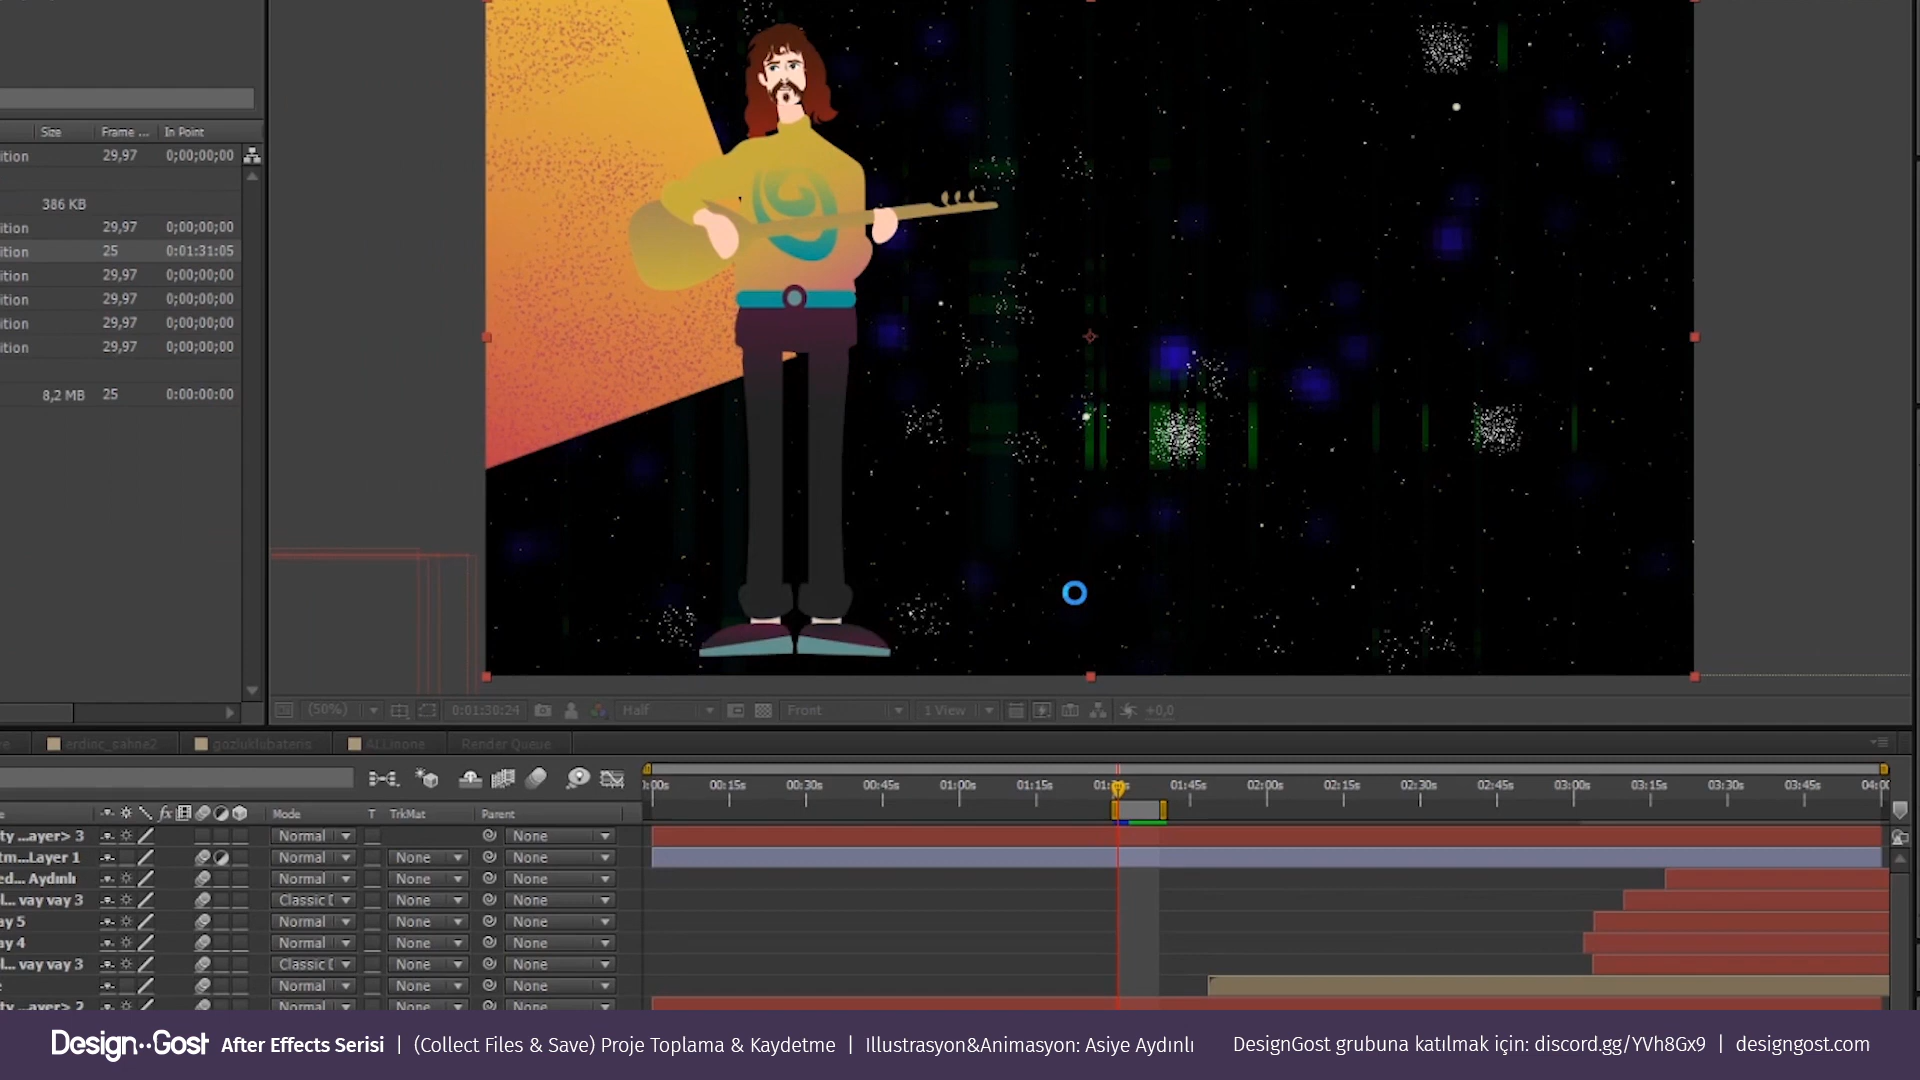 Size Frame ... In Point
ition 29,97 0;00;00;00
386 KB
ition 29,97 0;00;00;00
ition 25 0:01:31:05
ition 29,97 0;00;00;00
ition 29,97 0;00;00;00
ition 29,97 0;00;00;00
ition 29,97 0;00;00;00
8,2 MB 25 0:00:00:00
(50%) 0:01:30:24 Half Front 1 View +0,0
erdinc_sahne2 gozluklubateris Render Queue
00:15s 00:30s 00:45s 01:00s 01:15s 01:45s 02:00s 02:15s 02:30s 02:45s 03:00s 03:15s 03:30s 03:45s 04:00
Mode T TrkMat Parent
ty ...ayer> 3 Normal None
tm...Layer 1 Normal None None
ed... Aydınlı Normal None None
l... vay vay 3 Classic None None
ay 5 Normal None None
ay 4 Normal None None
l... vay vay 3 Classic None None
e Normal None None
ty ...ayer> 2 Normal None None
Design··Gost After Effects Serisi | (Collect Files & Save) Proje Toplama & Kaydetme | Illustrasyon&Animasyon: Asiye Aydınlı DesignGost grubuna katılmak için: discord.gg/YVh8Gx9 | designgost.com